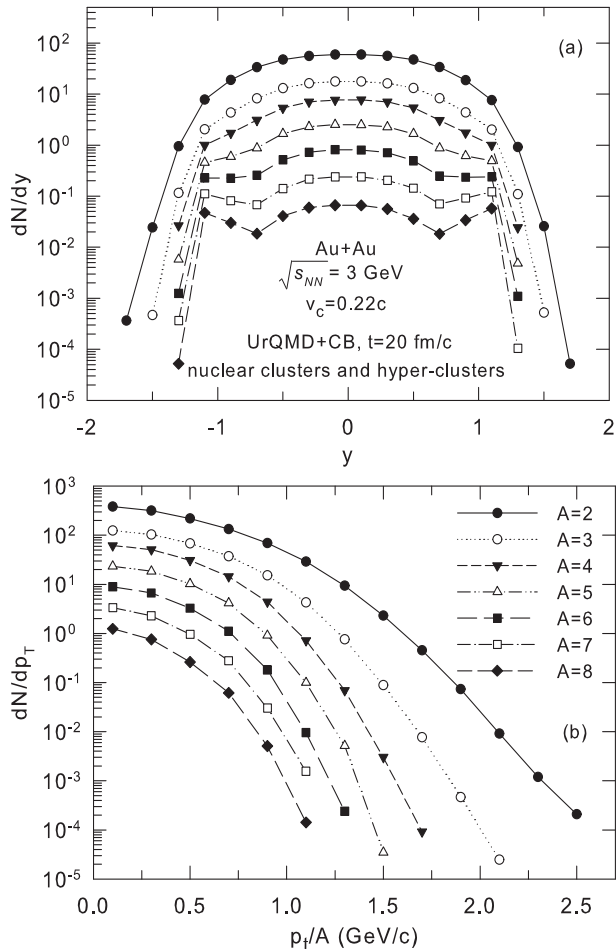 10²
(a)
10¹
10⁰
dN/dy
10⁻¹
10⁻²
Au+Au
√sNN = 3 GeV
10⁻³
v_c=0.22c
UrQMD+CB, t=20 fm/c
10⁻⁴
nuclear clusters and hyper-clusters
10⁻⁵
-2 -1 0 1 2
y
10³
A=2
10²
A=3
A=4
10¹
A=5
A=6
10⁰
A=7
dN/dp_T
A=8
10⁻¹
10⁻²
(b)
10⁻³
10⁻⁴
10⁻⁵
0.0 0.5 1.0 1.5 2.0 2.5
p_t/A (GeV/c)